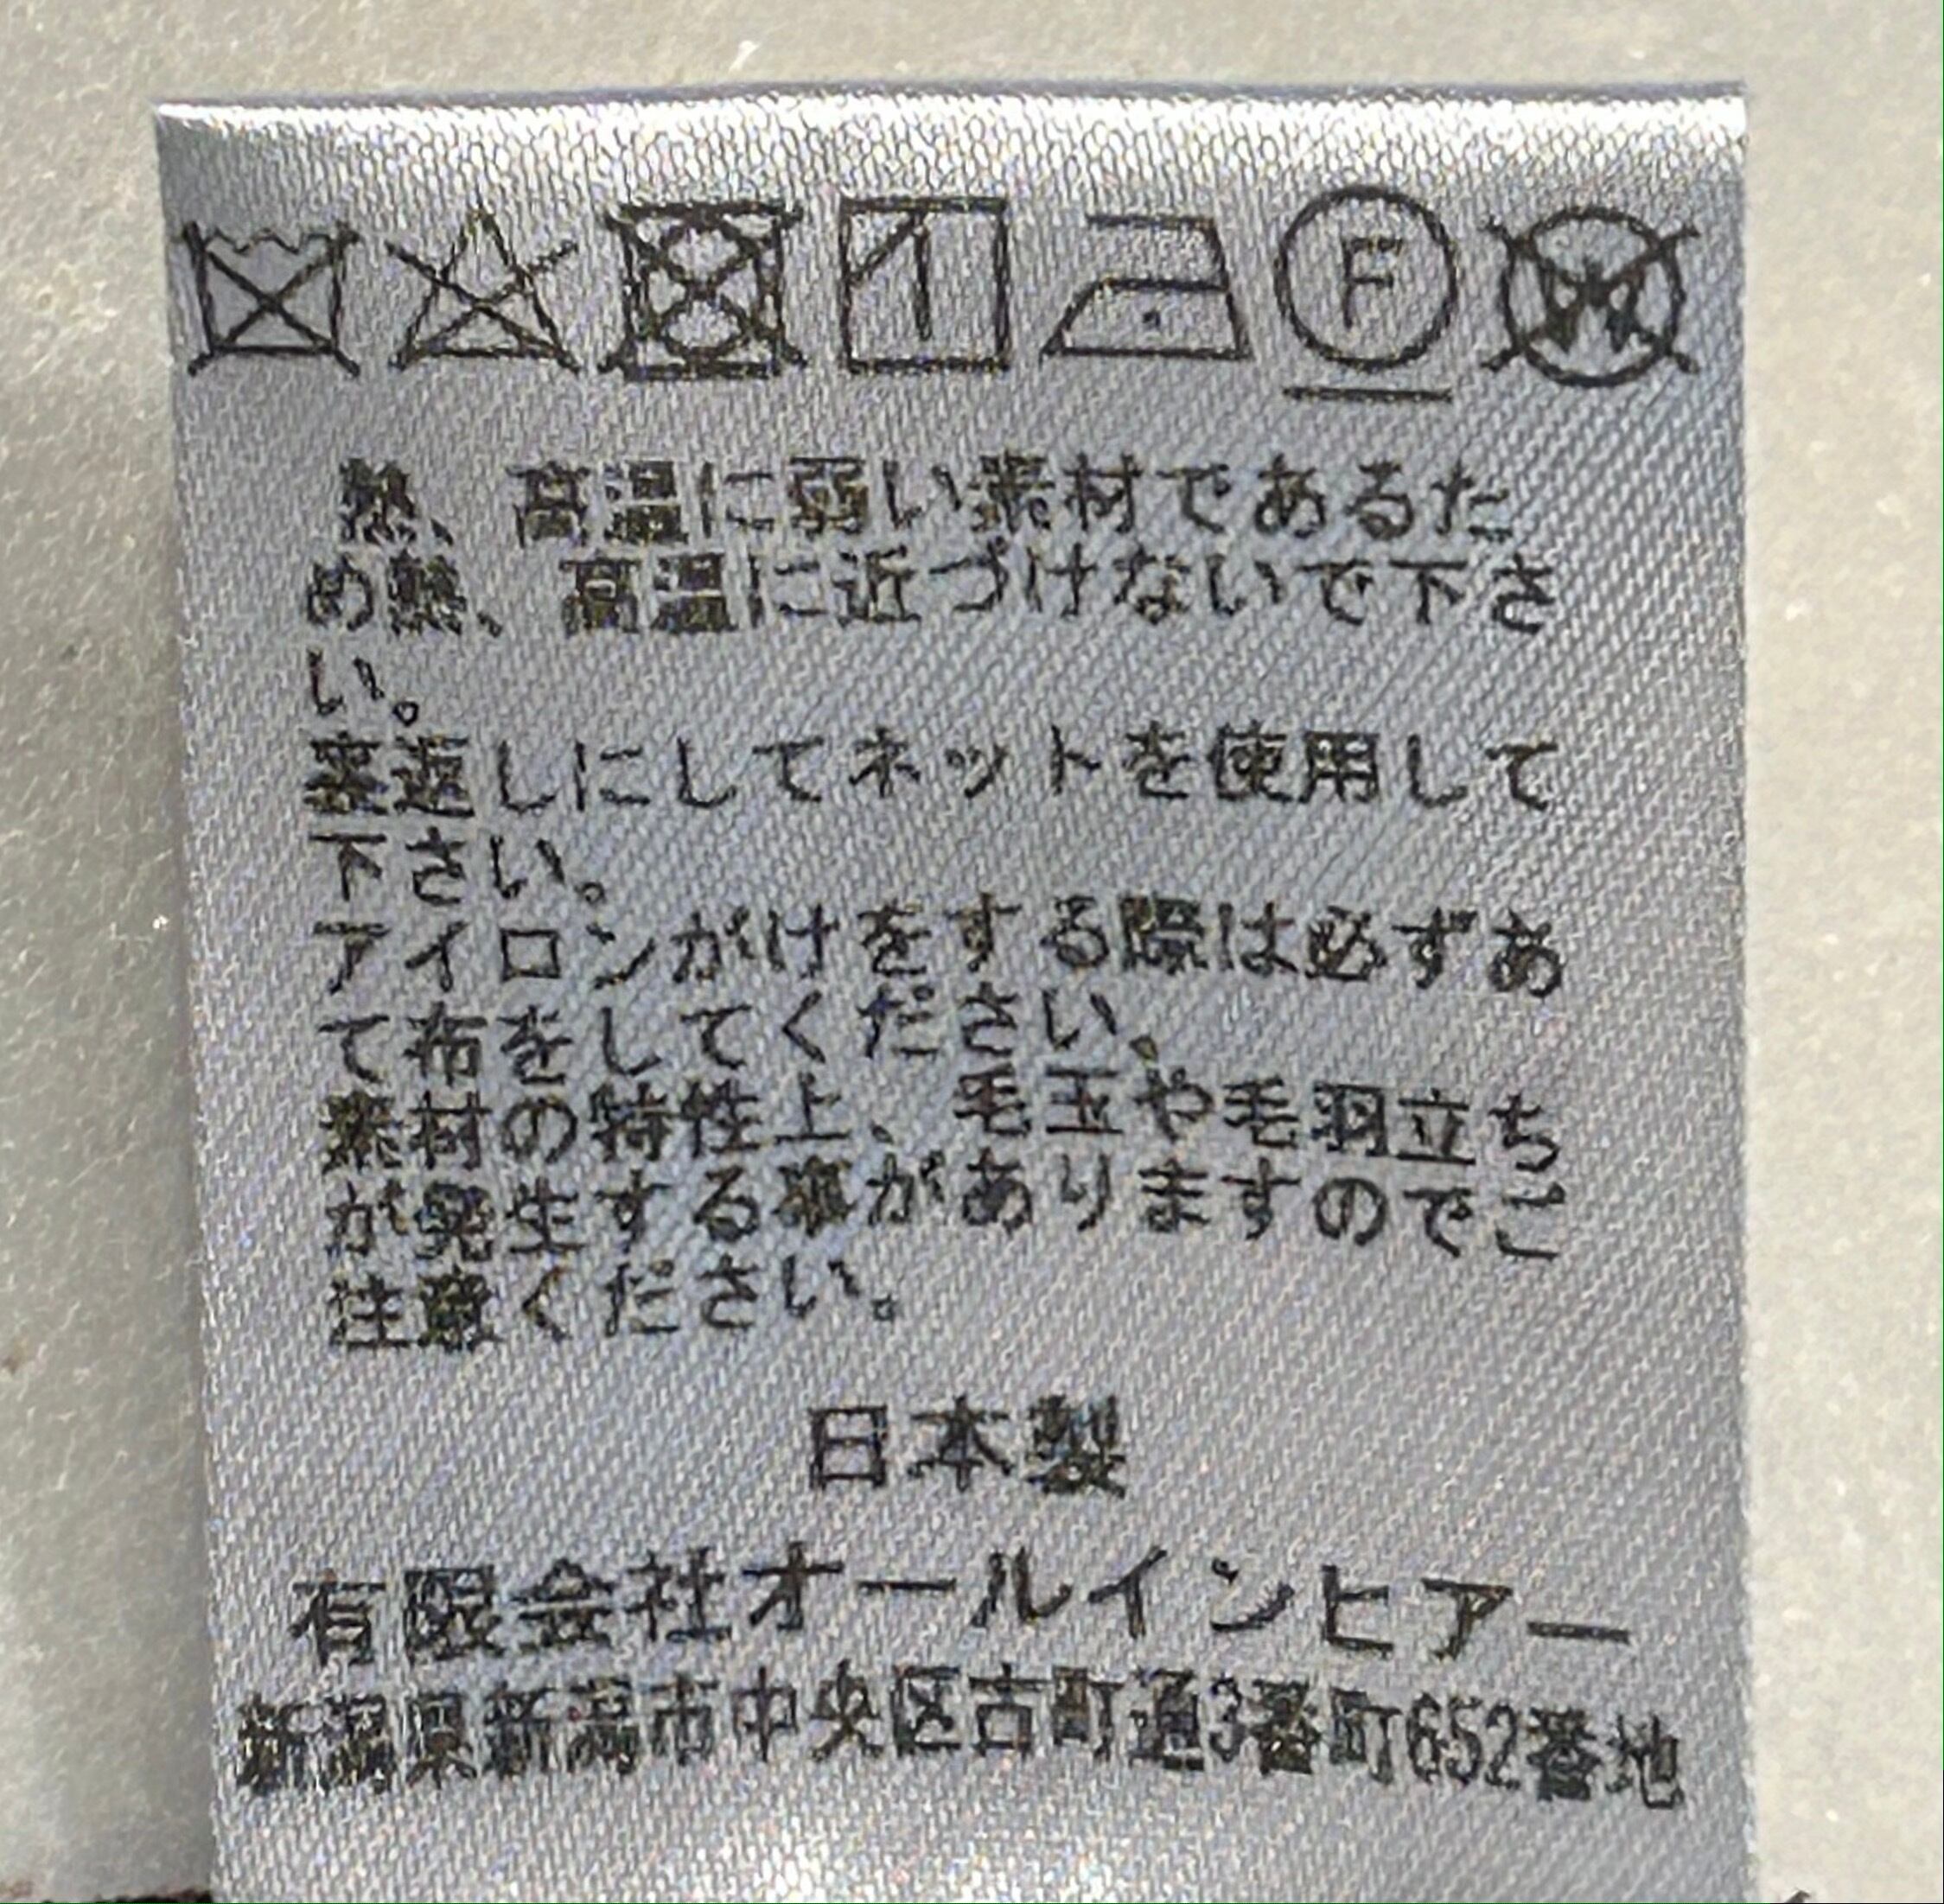 F
熱、高温に弱い素材であるた
め熱、高温に近づけないで下さ
い。
裏返しにしてネットを使用して
下さい。
アイロンがけをする際は必ずあ
て布をしてください。
素材の特性上、毛玉や毛羽立ち
が発生する事がありますのでご
注意ください。
日本製
有限会社オールインヒアー
新潟県新潟市中央区古町通3番町652番地